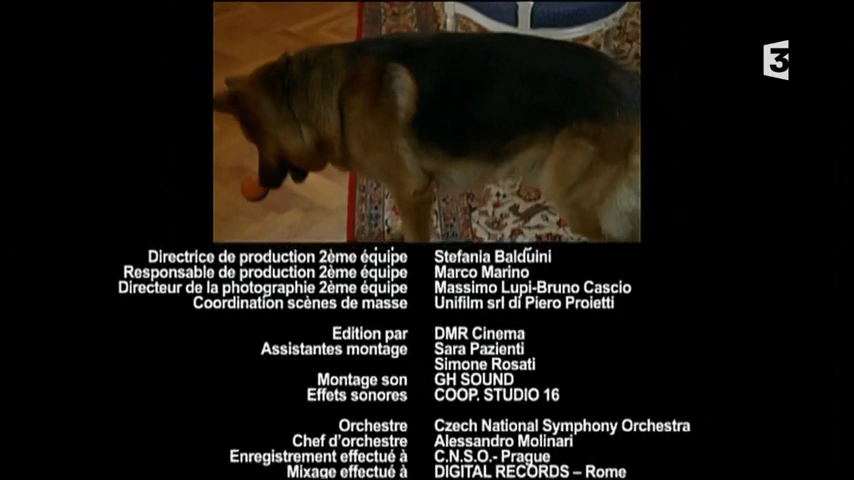 3
Directrice de production 2ème équipe Stefania Balduini
Responsable de production 2ème équipe Marco Marino
Directeur de la photographie 2ème équipe Massimo Lupi-Bruno Cascio
Coordination scènes de masse Unifilm srl di Piero Proietti
Edition par DMR Cinema
Assistantes montage Sara Pazienti
Simone Rosati
Montage son GH SOUND
Effets sonores COOP. STUDIO 16
Orchestre Czech National Symphony Orchestra
Chef d'orchestre Alessandro Molinari
Enregistrement effectué à C.N.S.O.- Prague
Mixage effectué à DIGITAL RECORDS – Rome